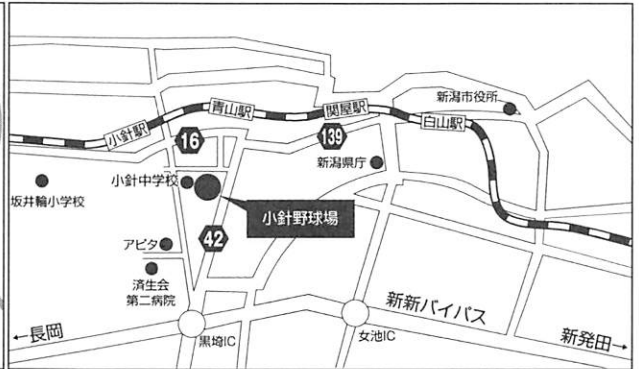 新潟市役所
青山駅
関屋駅
白山駅
小針駅
16
139
新潟県庁
小針中学校
坂井輪小学校
小針野球場
42
アピタ
済生会
第二病院
新新バイパス
←長岡
黒埼IC
女池IC
新発田→